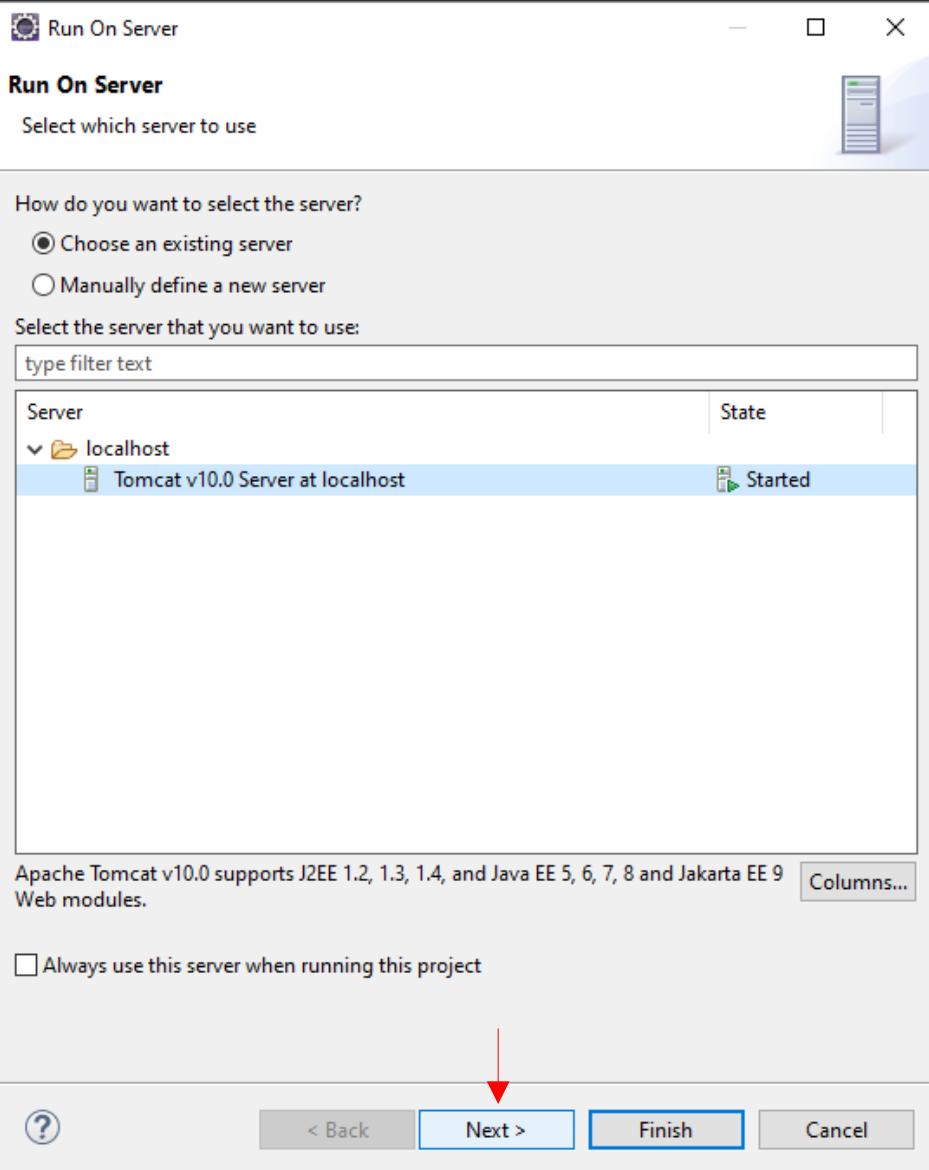 Run On Server
Run On Server
Select which server to use
How do you want to select the server?
Choose an existing server
Manually define a new server
Select the server that you want to use:
type filter text
Server State
localhost
Tomcat v10.0 Server at localhost Started
Apache Tomcat v10.0 supports J2EE 1.2, 1.3, 1.4, and Java EE 5, 6, 7, 8 and Jakarta EE 9
Web modules.
Columns...
Always use this server when running this project
? < Back Next > Finish Cancel